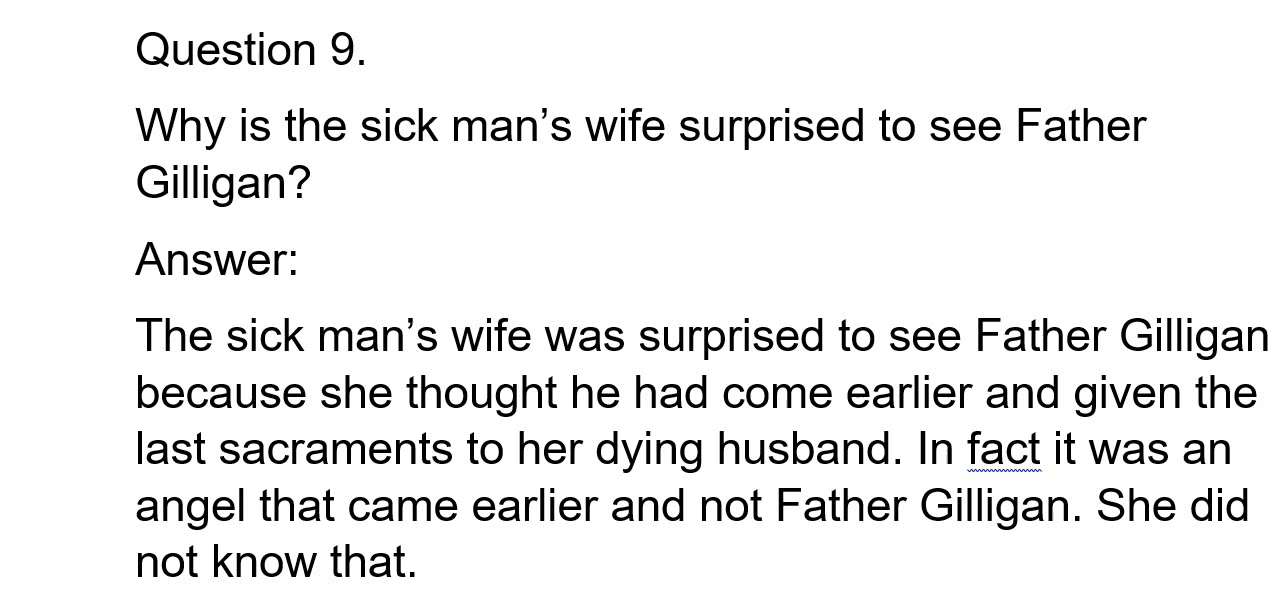 Question 9.
Why is the sick man’s wife surprised to see Father
Gilligan?
Answer:
The sick man’s wife was surprised to see Father Gilligan
because she thought he had come earlier and given the
last sacraments to her dying husband. In fact it was an
angel that came earlier and not Father Gilligan. She did
not know that.